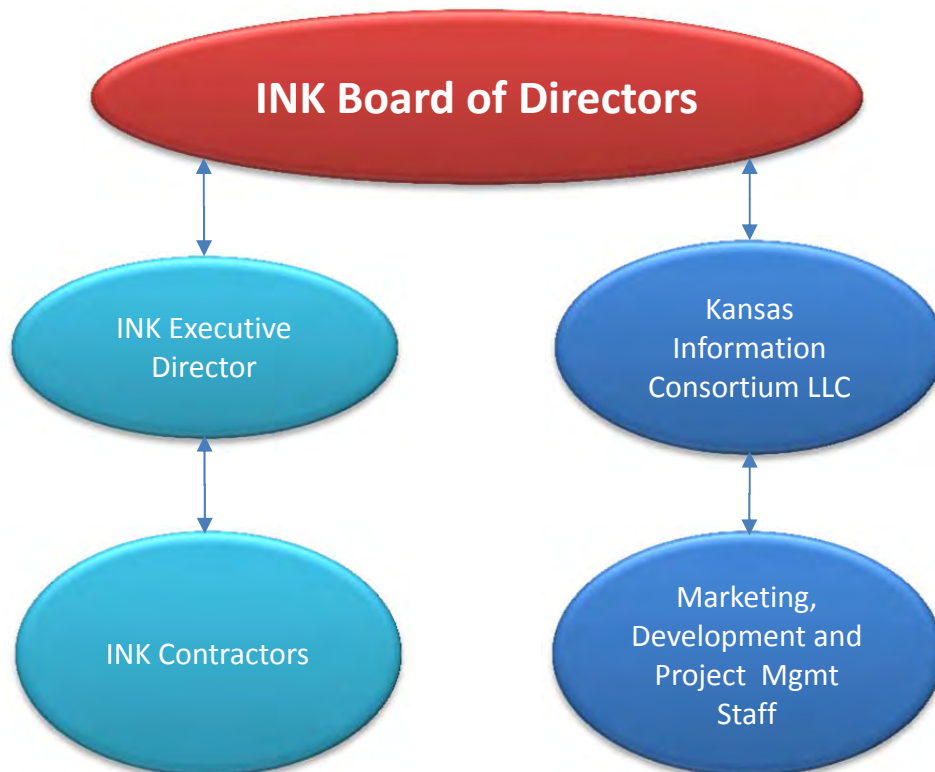 INK Board of Directors
INK Executive
Director
Kansas
Information
Consortium LLC
INK Contractors
Marketing,
Development and
Project  Mgmt
Staff